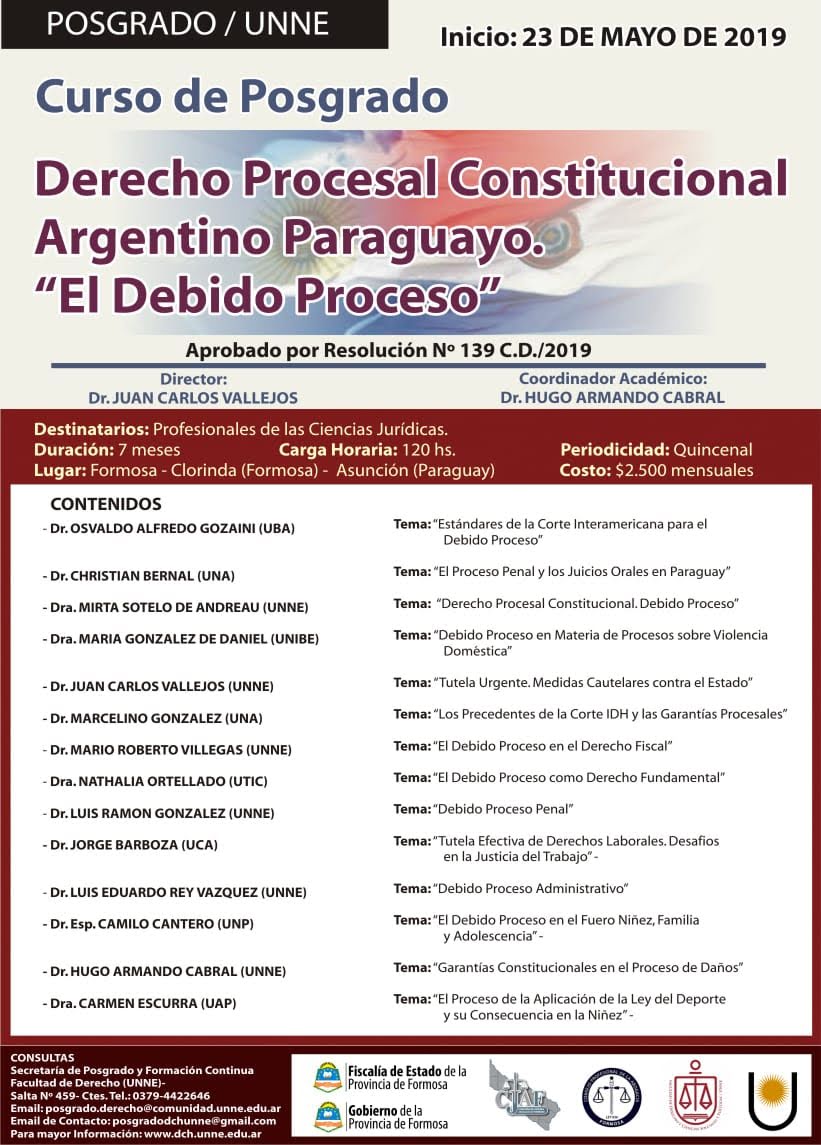 POSGRADO / UNNE
Inicio: 23 DE MAYO DE 2019
Curso de Posgrado
Derecho Procesal Constitucional
Argentino Paraguayo.
“El Debido Proceso”
Aprobado por Resolución Nº 139 C.D./2019
Director:
Dr. JUAN CARLOS VALLEJOS
Coordinador Académico:
Dr. HUGO ARMANDO CABRAL
Destinatarios: Profesionales de las Ciencias Jurídicas.
Duración: 7 meses Carga Horaria: 120 hs. Periodicidad: Quincenal
Lugar: Formosa - Clorinda (Formosa) - Asunción (Paraguay) Costo: $2.500 mensuales
CONTENIDOS
- Dr. OSVALDO ALFREDO GOZAINI (UBA) Tema: “Estándares de la Corte Interamericana para el
Debido Proceso”
- Dr. CHRISTIAN BERNAL (UNA) Tema: “El Proceso Penal y los Juicios Orales en Paraguay”
- Dra. MIRTA SOTELO DE ANDREAU (UNNE) Tema: “Derecho Procesal Constitucional. Debido Proceso”
- Dra. MARIA GONZALEZ DE DANIEL (UNIBE) Tema: “Debido Proceso en Materia de Procesos sobre Violencia
Doméstica”
- Dr. JUAN CARLOS VALLEJOS (UNNE) Tema: “Tutela Urgente. Medidas Cautelares contra el Estado”
- Dr. MARCELINO GONZALEZ (UNA) Tema: “Los Precedentes de la Corte IDH y las Garantías Procesales”
- Dr. MARIO ROBERTO VILLEGAS (UNNE) Tema: “El Debido Proceso en el Derecho Fiscal”
- Dra. NATHALIA ORTELLADO (UTIC) Tema: “El Debido Proceso como Derecho Fundamental”
- Dr. LUIS RAMON GONZALEZ (UNNE) Tema: “Debido Proceso Penal”
- Dr. JORGE BARBOZA (UCA) Tema: “Tutela Efectiva de Derechos Laborales. Desafios
en la Justicia del Trabajo” -
- Dr. LUIS EDUARDO REY VAZQUEZ (UNNE) Tema: “Debido Proceso Administrativo”
- Dr. Esp. CAMILO CANTERO (UNP) Tema: “El Debido Proceso en el Fuero Niñez, Familia
y Adolescencia” -
- Dr. HUGO ARMANDO CABRAL (UNNE) Tema: “Garantías Constitucionales en el Proceso de Daños”
- Dra. CARMEN ESCURRA (UAP) Tema: “El Proceso de la Aplicación de la Ley del Deporte
y su Consecuencia en la Niñez” -
CONSULTAS
Secretaría de Posgrado y Formación Continua
Facultad de Derecho (UNNE)-
Salta Nº 459- Ctes. Tel.: 0379-4422646
Email: posgrado.derecho@comunidad.unne.edu.ar
Email de Contacto: posgradodchunne@gmail.com
Para mayor Información: www.dch.unne.edu.ar
Fiscalía de Estado de la
Provincia de Formosa
Gobierno de la
Provincia de Formosa